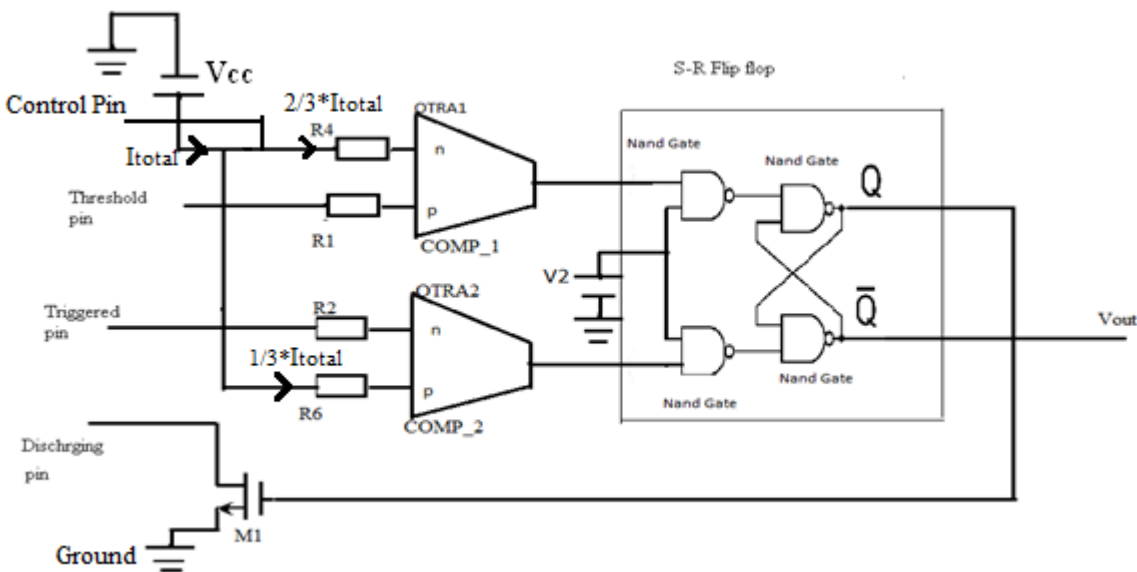 Vcc
S-R Flip flop
Control Pin
2/3*Itotal
OTRA1
R4
Itotal
n
Nand Gate
Nand Gate
Q
Threshold
pin
p
R1
COMP_1
V2
OTRA2
Q̅
Triggered
pin
R2
n
Vout
1/3*Itotal
Nand Gate
p
R6
Nand Gate
COMP_2
Dischrging
pin
M1
Ground